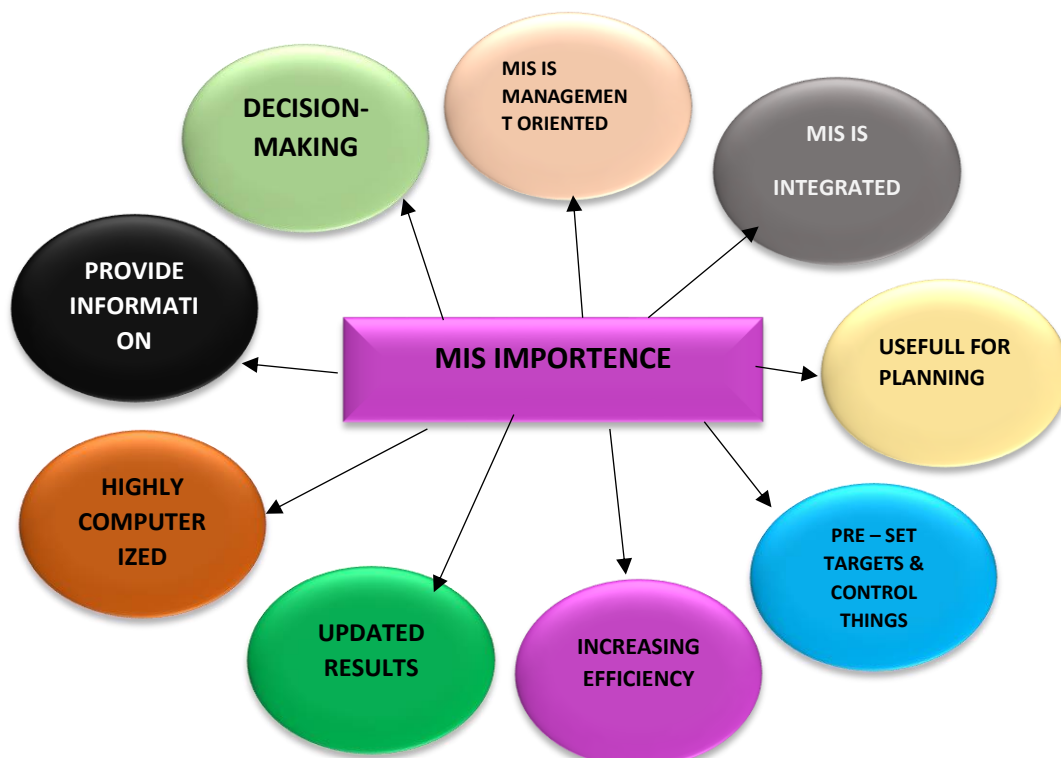 DECISION-
MAKING
MIS IS
MANAGEMEN
T ORIENTED
MIS IS
INTEGRATED
PROVIDE
INFORMATI
ON
MIS IMPORTENCE
USEFULL FOR
PLANNING
HIGHLY
COMPUTER
IZED
PRE – SET
TARGETS &
CONTROL
THINGS
UPDATED
RESULTS
INCREASING
EFFICIENCY